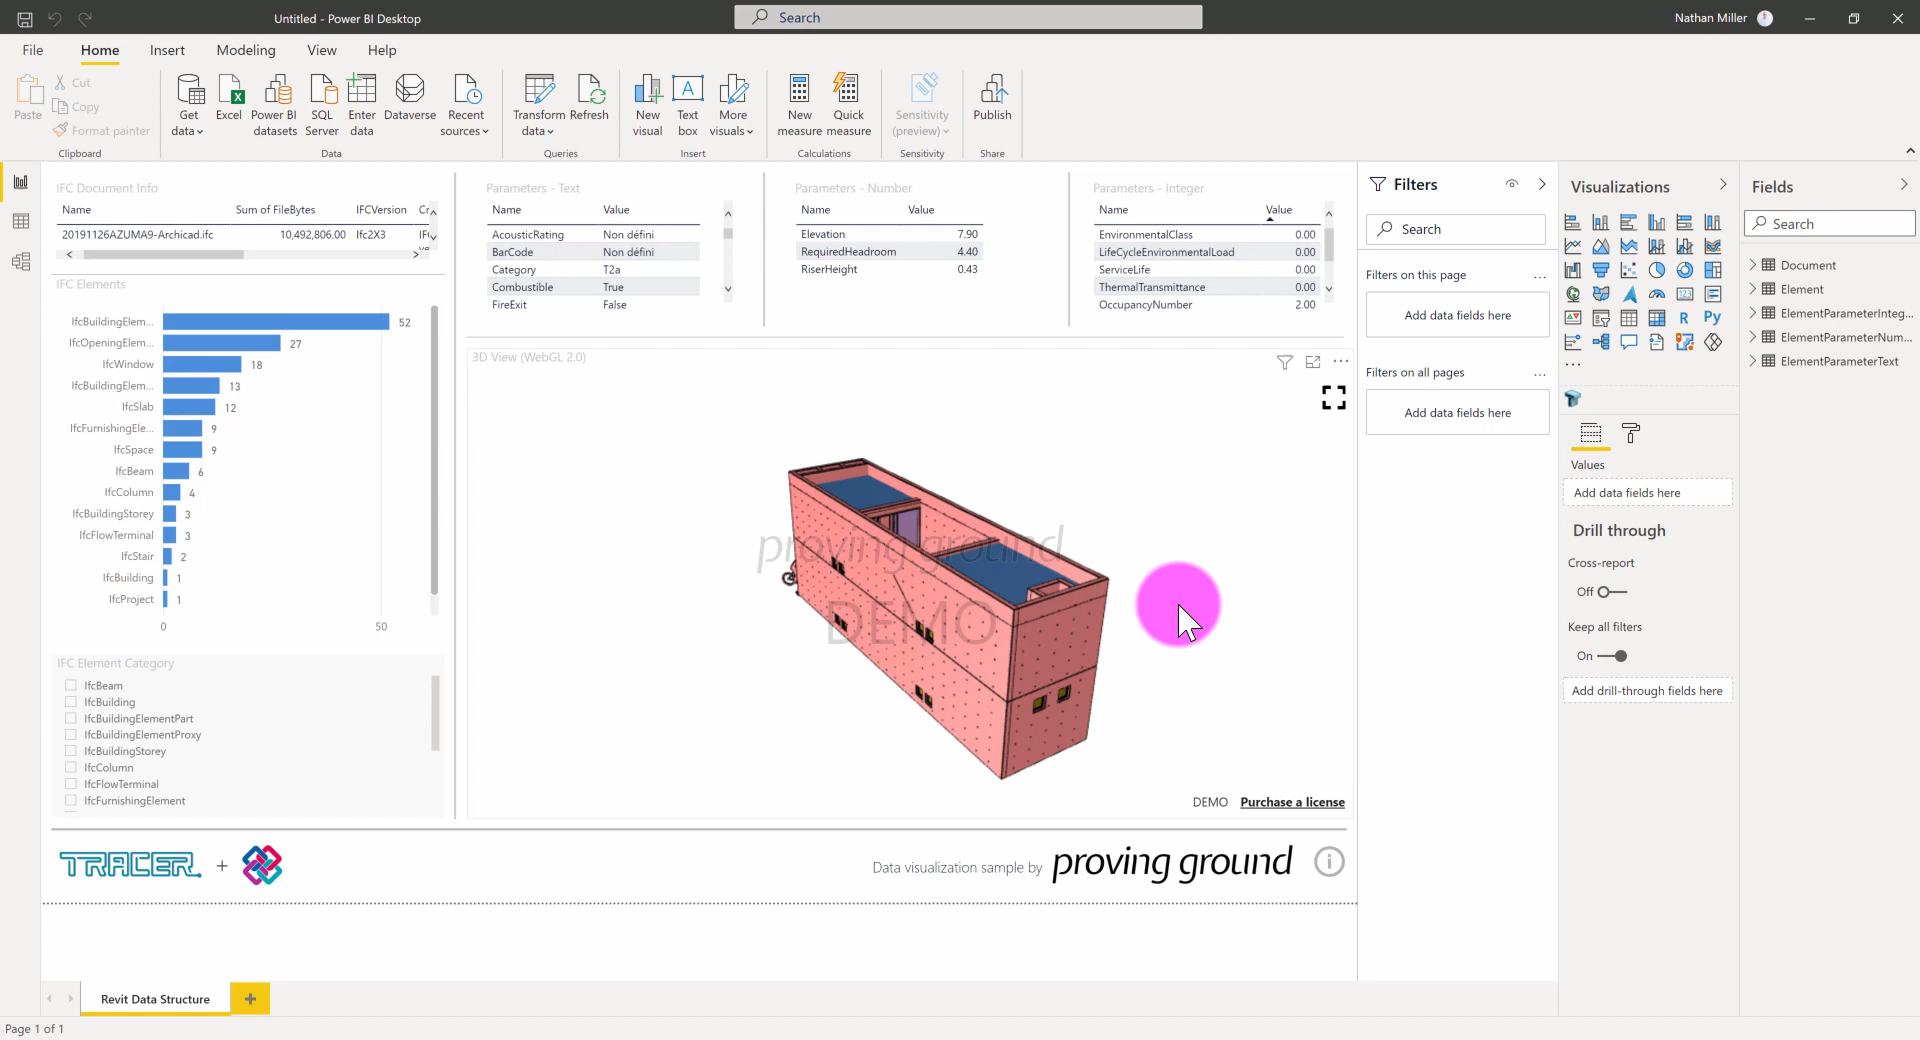 Untitled - Power BI Desktop
Search
Nathan Miller
File
Home
Insert
Modeling
View
Help
Paste
Cut
Copy
Format painter
Clipboard
Get data
Excel
Power BI datasets
SQL Server
Enter data
Dataverse
Recent sources
Data
Transform data
Refresh
Queries
New visual
Text box
More visuals
Insert
New measure
Quick measure
Calculations
Sensitivity (preview)
Sensitivity
Publish
Share
IFC Document Info
Name Sum of FileBytes IFCVersion Cr
20191126AZUMA9-Archicad.ifc 10,492,806.00 Ifc2X3
IFC Elements
IfcBuildingElem... 52
IfcOpeningElem... 27
IfcWindow 18
IfcBuildingElem... 13
IfcSlab 12
IfcFurnishingEle... 9
IfcSpace 9
IfcBeam 6
IfcColumn 4
IfcBuildingStorey 3
IfcFlowTerminal 3
IfcStair 2
IfcBuilding 1
IfcProject 1
0 50
IFC Element Category
IfcBeam
IfcBuilding
IfcBuildingElementPart
IfcBuildingElementProxy
IfcBuildingStorey
IfcColumn
IfcFlowTerminal
IfcFurnishingElement
Parameters - Text
Name Value
AcousticRating Non défini
BarCode Non défini
Category T2a
Combustible True
FireExit False
Parameters - Number
Name Value
Elevation 7.90
RequiredHeadroom 4.40
RiserHeight 0.43
Parameters - Integer
Name Value
EnvironmentalClass 0.00
LifeCycleEnvironmentalLoad 0.00
ServiceLife 0.00
ThermalTransmittance 0.00
OccupancyNumber 2.00
3D View (WebGL 2.0)
proving ground
DEMO
DEMO Purchase a license
TRACER +
Data visualization sample by proving ground
Filters
Search
Filters on this page ...
Add data fields here
Filters on all pages ...
Add data fields here
Visualizations
R Py
...
Values
Add data fields here
Drill through
Cross-report
Off
Keep all filters
On
Add drill-through fields here
Fields
Search
Document
Element
ElementParameterInteg...
ElementParameterNum...
ElementParameterText
Revit Data Structure
+
Page 1 of 1